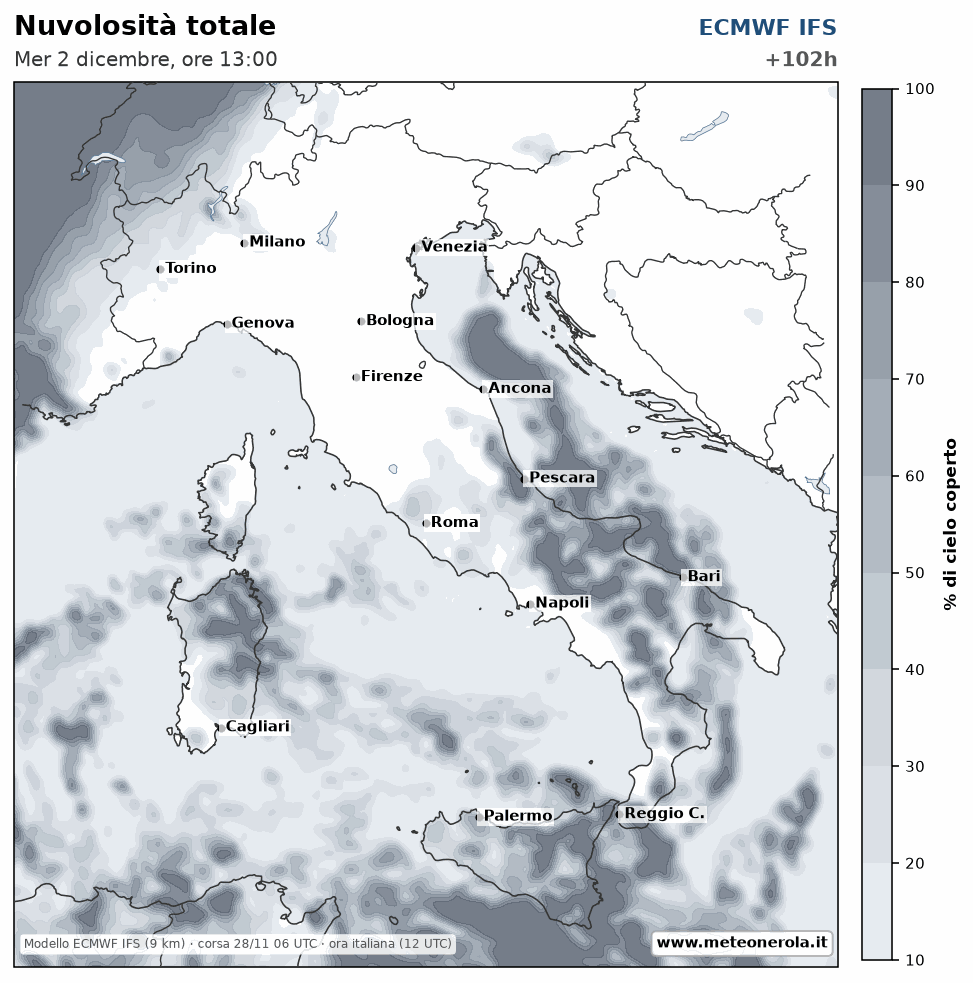 Nuvolosità totale
ECMWF IFS
Mer 2 dicembre, ore 13:00
+102h
100
90
80
70
60
50
40
30
20
10
% di cielo coperto
Milano
Venezia
Torino
Genova
Bologna
Firenze
Ancona
Pescara
Roma
Bari
Napoli
Cagliari
Palermo
Reggio C.
Modello ECMWF IFS (9 km) · corsa 28/11 06 UTC · ora italiana (12 UTC)
www.meteonerola.it